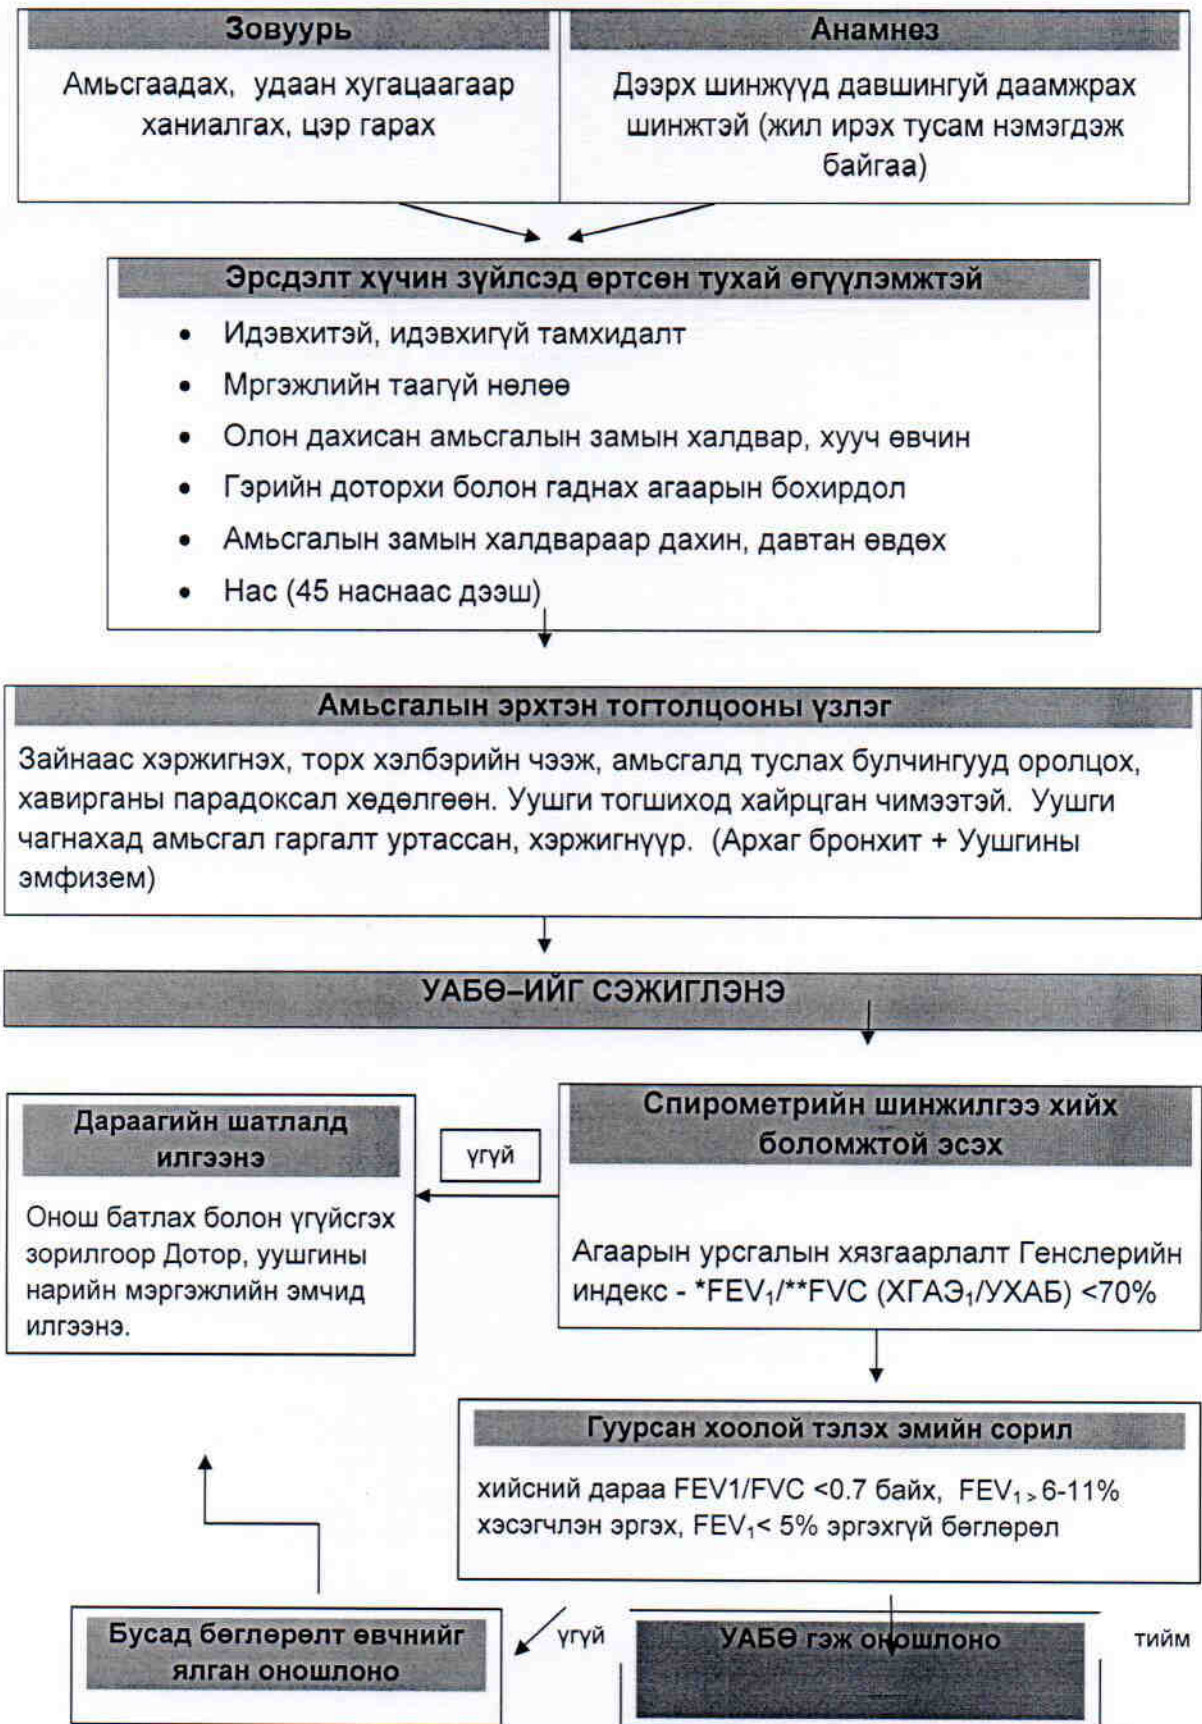 Зовуурь
Амьсгаадах, удаан хугацаагаар
ханиалгах, цэр гарах
Анамнөз
Дээрх шинжүүд давшингуй даамжрах
шинжтэй (жил ирэх тусам нэмэгдэж
байгаа)
Эрсдэлт хүчин зүйлсэд өртсөн тухай өгүүлэмжтэй
• Идэвхитэй, идэвхигүй тамхидалт
• Мргэжлийн таагүй нөлөө
• Олон дахисан амьсгалын замын халдвар, хууч өвчин
• Гэрийн доторхи болон гаднах агаарын бохирдол
• Амьсгалын замын халдвараар дахин, давтан өвдөх
• Нас (45 наснаас дээш)
Амьсгалын эрхтэн тогтолцооны үзлэг
Зайнаас хэржигнэх, торх хэлбэрийн чээж, амьсгалд туслах булчингууд оролцох,
хавирганы парадоксал хөдөлгөөн. Уушги тогшиход хайрцган чимээтэй. Уушги
чагнахад амьсгал гаргалт уртассан, хэржигнүүр. (Архаг бронхит + Уушгины
эмфизем)
УАБӨ–ИЙГ СЭЖИГЛЭНЭ
Спирометрийн шинжилгээ хийх
боломжтой эсэх
Агаарын урсгалын хязгаарлалт Генслерийн
индекс - *FEV₁/**FVC (ХГАЭ₁/УХАБ) <70%
үгүй
Дараагийн шатлалд
илгээнэ
Онош батлах болон үгүйсгэх
зорилгоор Дотор, уушгины
нарийн мэргэжлийн эмчид
илгээнэ.
Гуурсан хоолой тэлэх эмийн сорил
хийсний дараа FEV1/FVC <0.7 байх, FEV₁ > 6-11%
хэсэгчлэн эргэх, FEV₁< 5% эргэхгүй бөглөрөл
Бусад бөглөрөлт өвчнийг
ялган оношлоно
үгүй
УАБӨ гэж оношлоно
тийм